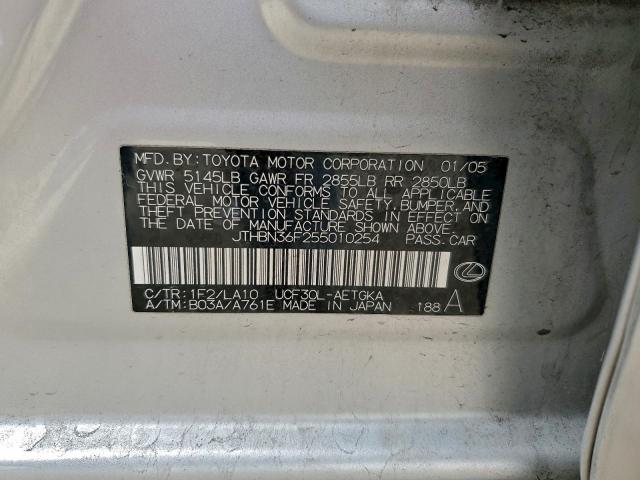 MFD. BY: TOYOTA MOTOR CORPORATION 01/05
GVWR 5145LB GAWR FR 2855LB RR 2850LB
THIS VEHICLE CONFORMS TO ALL APPLICABLE
FEDERAL MOTOR VEHICLE SAFETY, BUMPER, AND
THEFT PREVENTION STANDARDS IN EFFECT ON
THE DATE OF MANUFACTURE SHOWN ABOVE.
JTHBN36F255010254 PASS. CAR
C/TR: 1F2/LA10 UCF30L-AETGKA
A/TM: B03A/A761E MADE IN JAPAN 188 A